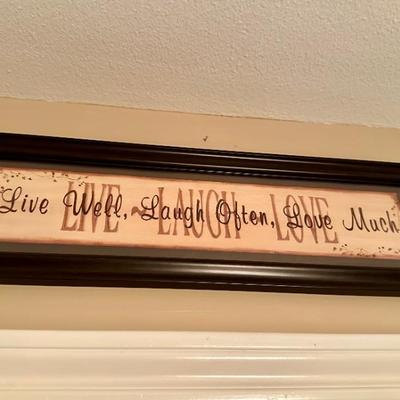 Live Well, Laugh Often, Love Much
LIVE ~ LAUGH ~ LOVE